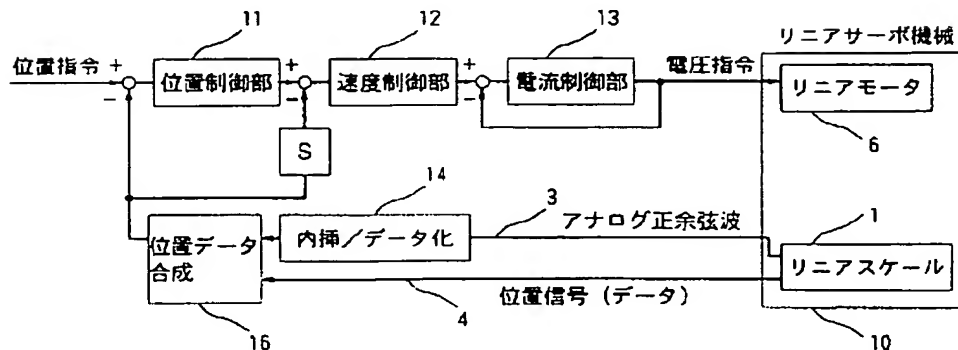 11
12
13
リニアサーボ機械
位置指令
+
−
位置制御部
+
−
速度制御部
+
−
電流制御部
電圧指令
リニアモータ
6
S
14
3
アナログ正余弦波
1
位置データ
合成
内挿/データ化
リニアスケール
位置信号(データ)
16
4
10